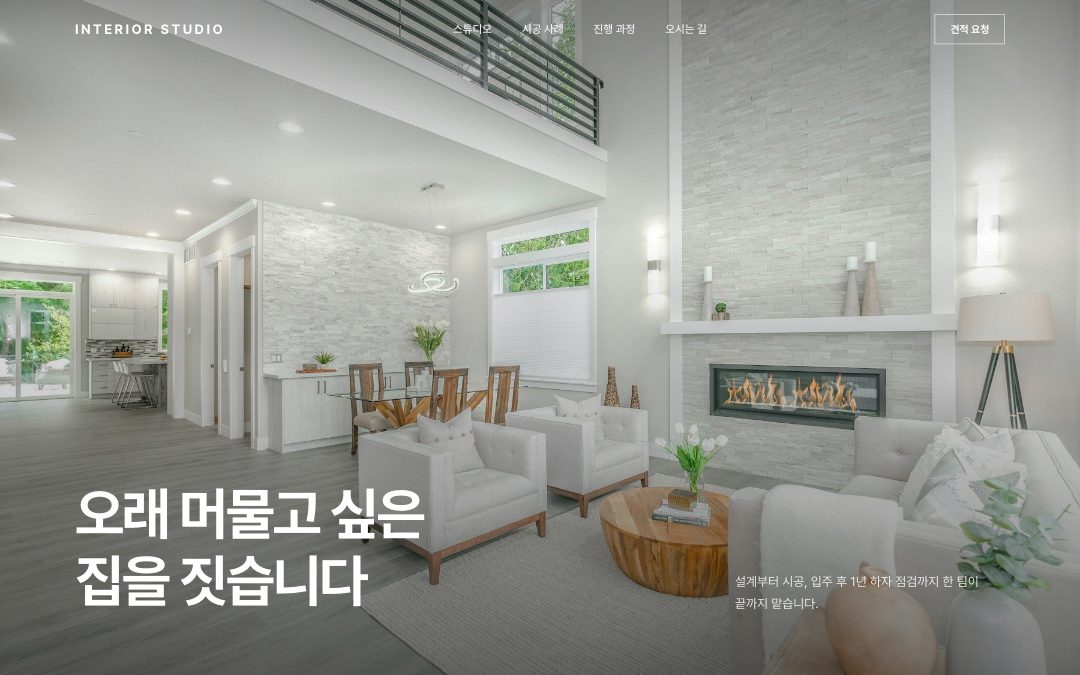 INTERIOR STUDIO
스튜디오 시공 사례 진행 과정 오시는 길
견적 요청
오래 머물고 싶은
집을 짓습니다
설계부터 시공, 입주 후 1년 하자 점검까지 한 팀이
끝까지 맡습니다.